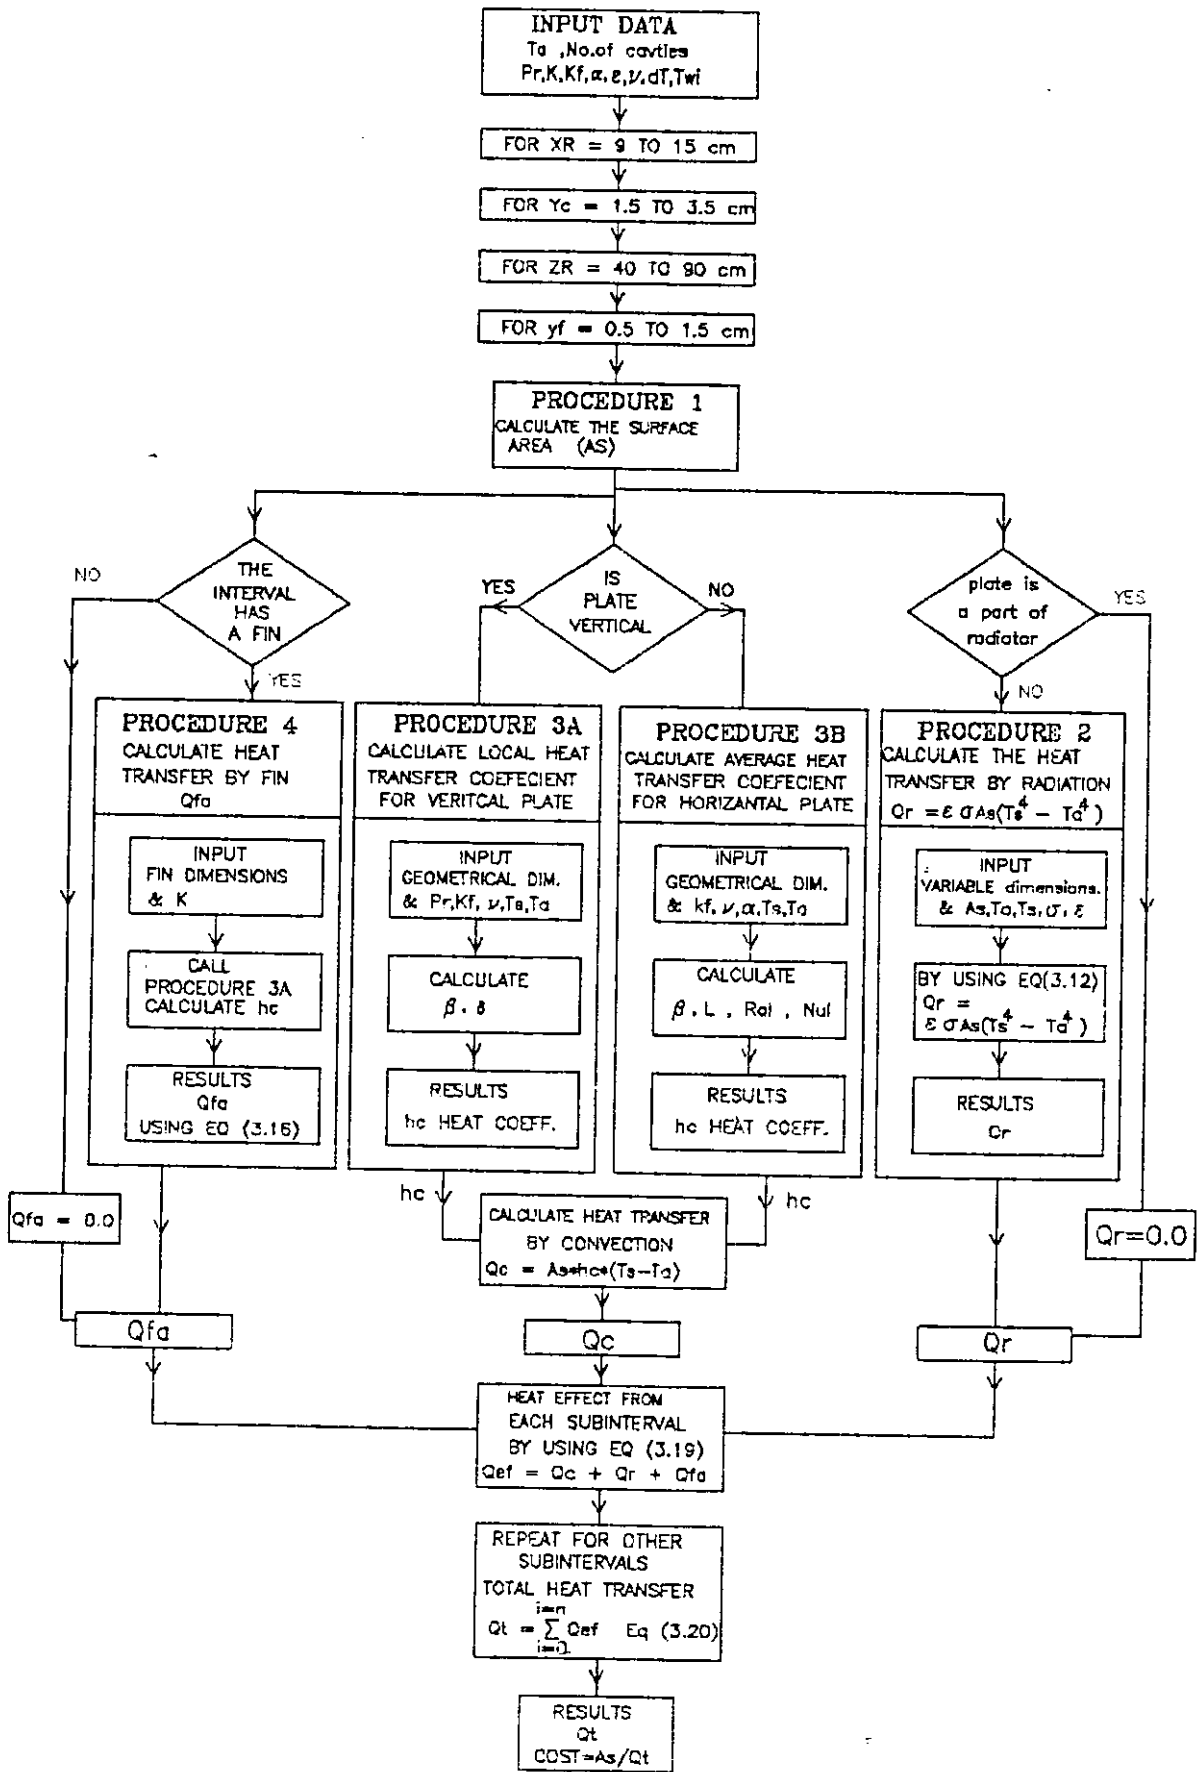 INPUT DATA
Ta ,No.of cavties
Pr,K,Kf,α,ε,ν,dT,Twi
FOR XR = 9 TO 15 cm
FOR Yc = 1.5 TO 3.5 cm
FOR ZR = 40 TO 90 cm
FOR yf = 0.5 TO 1.5 cm
PROCEDURE 1
CALCULATE THE SURFACE
AREA (AS)
NO
THE
INTERVAL
HAS
A FIN
YES
YES
IS
PLATE
VERTICAL
NO
plate is
a part of
radiator
YES
NO
PROCEDURE 4
CALCULATE HEAT
TRANSFER BY FIN
Qfa
INPUT
FIN DIMENSIONS
& K
CALL
PROCEDURE 3A
CALCULATE hc
RESULTS
Qfa
USING EQ (3.16)
PROCEDURE 3A
CALCULATE LOCAL HEAT
TRANSFER COEFECIENT
FOR VERITCAL PLATE
INPUT
GEOMETRICAL DIM.
& Pr,Kf, ν,Ts,Ta
CALCULATE
β, δ
RESULTS
hc HEAT COEFF.
PROCEDURE 3B
CALCULATE AVERAGE HEAT
TRANSFER COEFECIENT
FOR HORIZANTAL PLATE
INPUT
GEOMETRICAL DIM.
& kf, ν,α,Ts,Ta
CALCULATE
β, L , Ral , Nul
RESULTS
hc HEAT COEFF.
PROCEDURE 2
CALCULATE THE HEAT
TRANSFER BY RADIATION
Qr = ε σAs(Ts⁴ − Ta⁴)
INPUT
VARIABLE dimensions.
& As,Ta,Ts,σ, ε
BY USING EQ(3.12)
Qr =
ε σAs(Ts⁴ − Ta⁴)
RESULTS
Qr
Qfa = 0.0
hc
hc
CALCULATE HEAT TRANSFER
BY CONVECTION
Qc = As*hc*(Ts−Ta)
Qr=0.0
Qfa
Qc
Qr
HEAT EFFECT FROM
EACH SUBINTERVAL
BY USING EQ (3.19)
Qef = Qc + Qr + Qfa
REPEAT FOR OTHER
SUBINTERVALS
TOTAL HEAT TRANSFER
i=n
Qt = ∑ Qef Eq (3.20)
RESULTS
Qt
COST=As/Qt